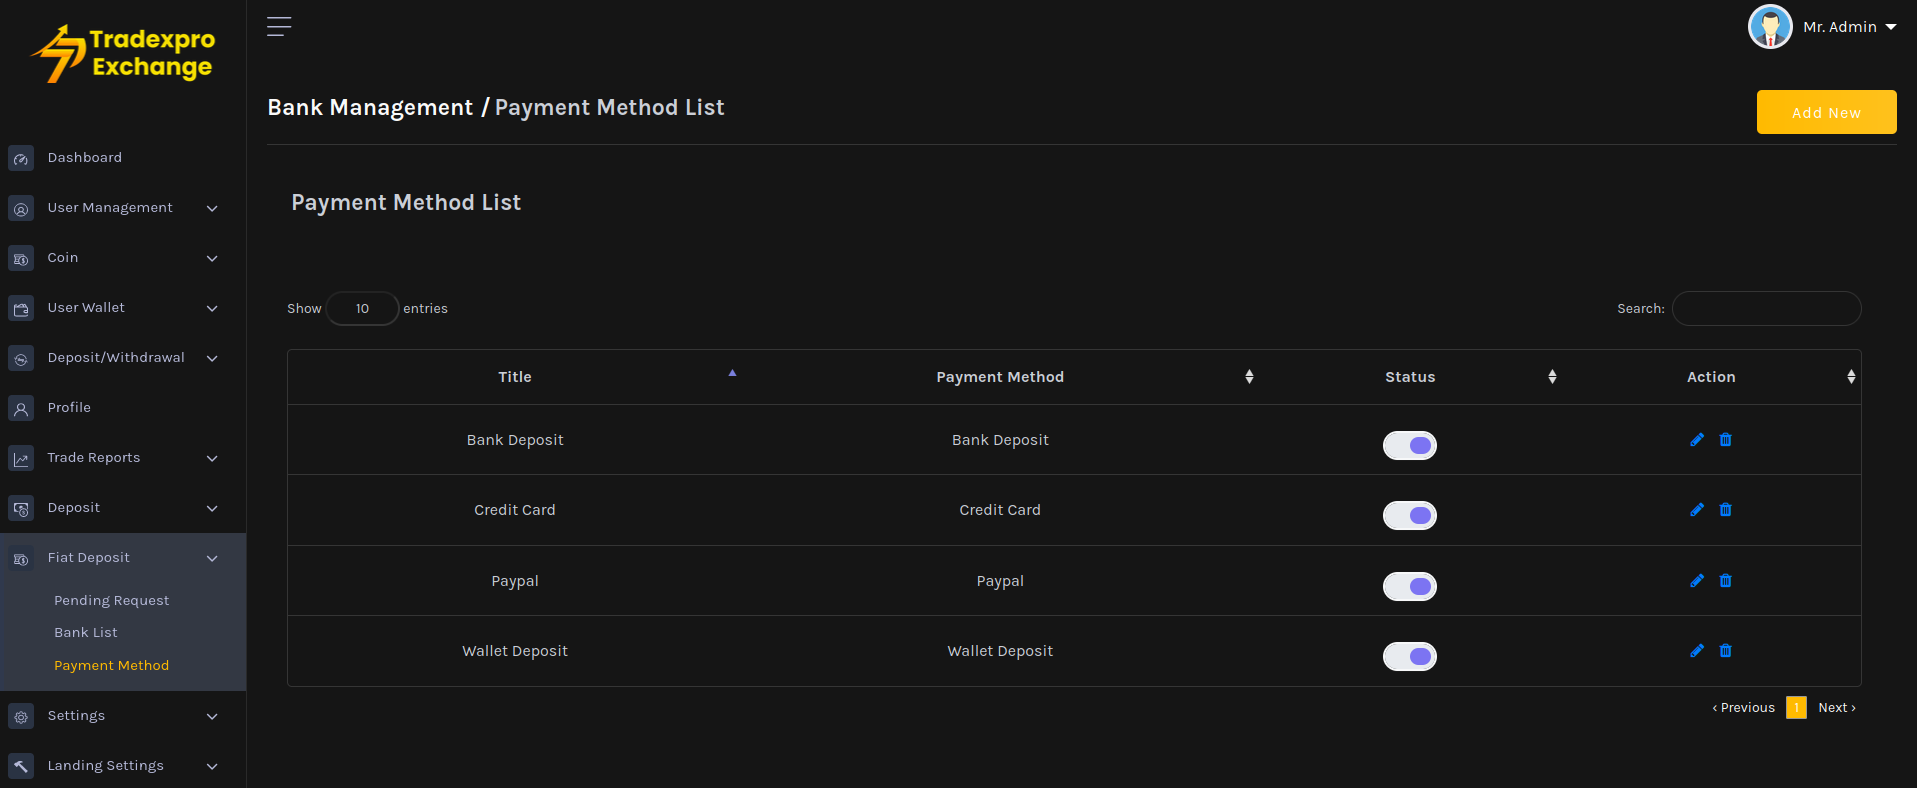 Tradexpro
Exchange
Mr. Admin
Bank Management / Payment Method List
Add New
Dashboard
User Management
Coin
User Wallet
Deposit/Withdrawal
Profile
Trade Reports
Deposit
Fiat Deposit
Pending Request
Bank List
Payment Method
Settings
Landing Settings
Payment Method List
Show 10 entries
Search:
Title Payment Method Status Action
Bank Deposit Bank Deposit
Credit Card Credit Card
Paypal Paypal
Wallet Deposit Wallet Deposit
‹ Previous 1 Next ›